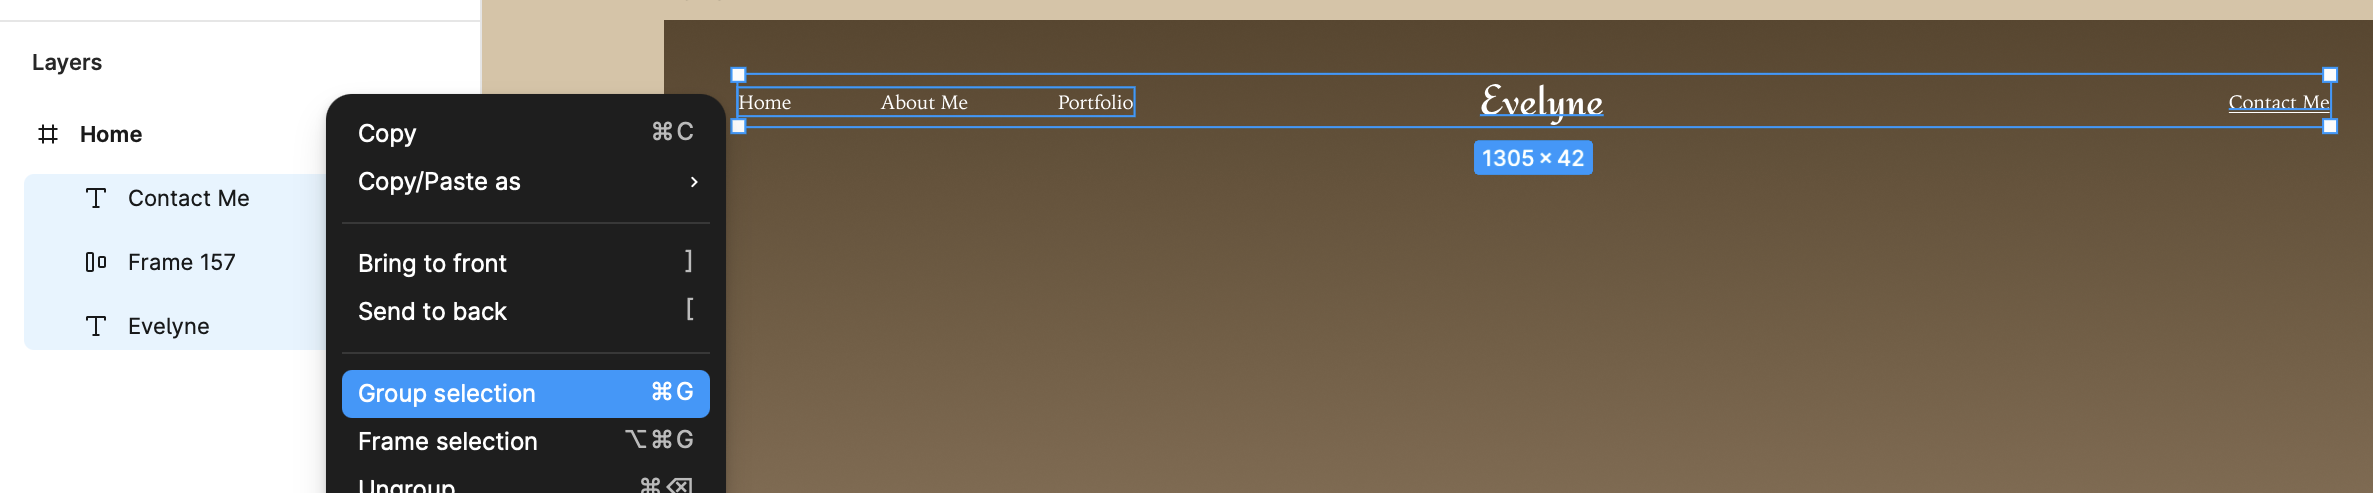 Layers
Home
Contact Me
Frame 157
Evelyne
Copy ⌘C
Copy/Paste as ›
Bring to front ]
Send to back [
Group selection ⌘G
Frame selection ⌥⌘G
Ungroup ⌘⌫
Home About Me Portfolio Evelyne Contact Me
1305 × 42